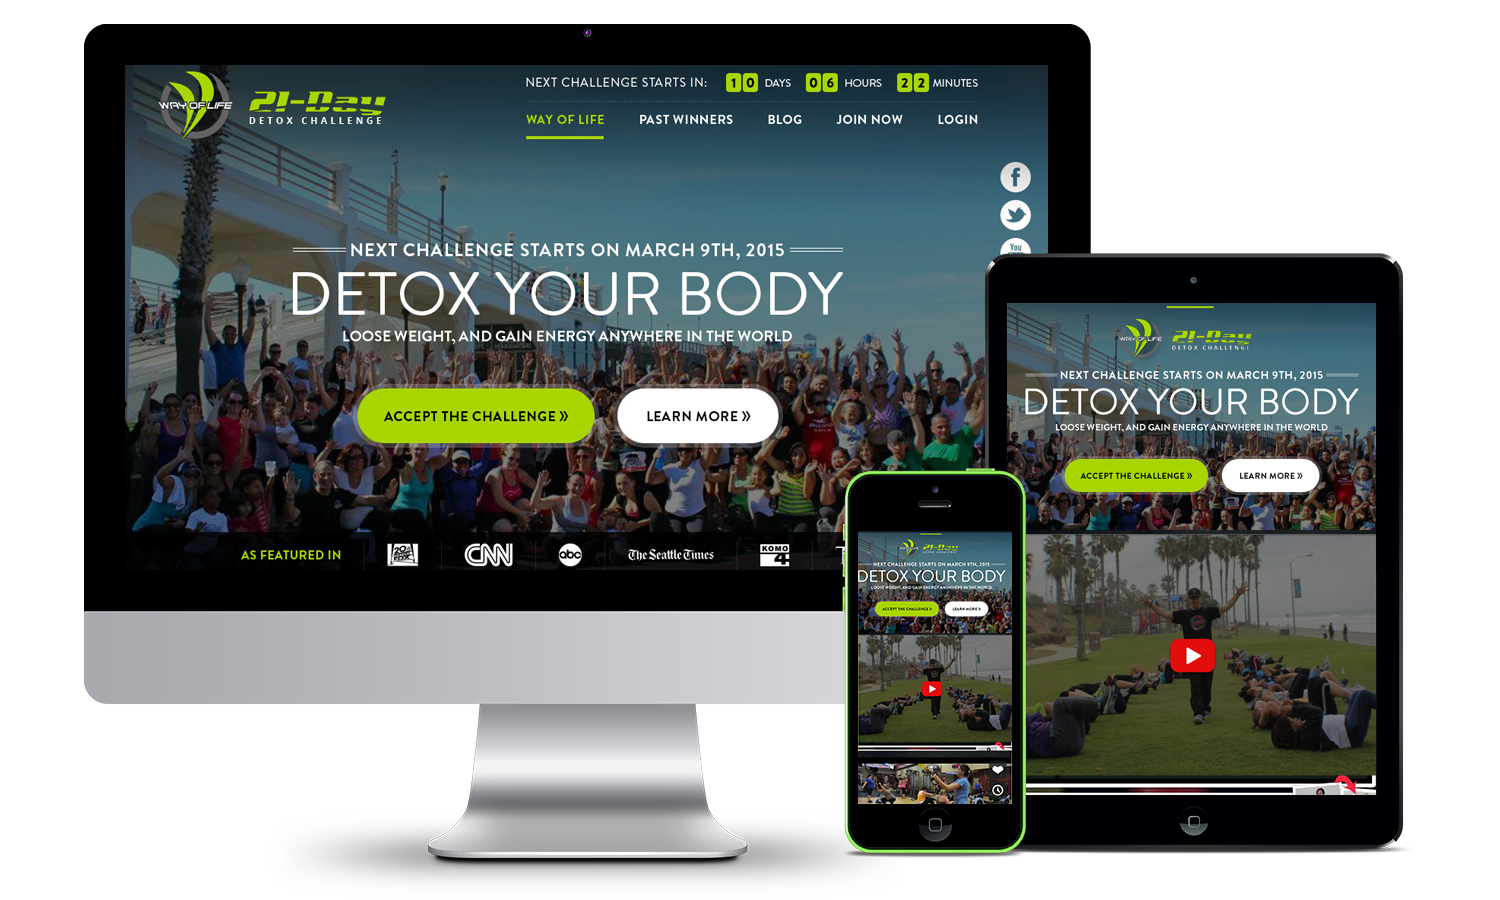 WAY OF LIFE
21-Day
DETOX CHALLENGE
NEXT CHALLENGE STARTS IN: 10 DAYS 06 HOURS 22 MINUTES
WAY OF LIFE PAST WINNERS BLOG JOIN NOW LOGIN
You
NEXT CHALLENGE STARTS ON MARCH 9TH, 2015
DETOX YOUR BODY
LOOSE WEIGHT, AND GAIN ENERGY ANYWHERE IN THE WORLD
ACCEPT THE CHALLENGE » LEARN MORE »
AS FEATURED IN FOX CNN abc The Seattle Times KOMO 4
WAY OF LIFE
21-Day
DETOX CHALLENGE
NEXT CHALLENGE STARTS ON MARCH 9TH, 2015
DETOX YOUR BODY
LOOSE WEIGHT, AND GAIN ENERGY ANYWHERE IN THE WORLD
ACCEPT THE CHALLENGE » LEARN MORE »
21-Day
DETOX CHALLENGE
NEXT CHALLENGE STARTS ON MARCH 9TH, 2015
DETOX YOUR BODY
LOOSE WEIGHT, AND GAIN ENERGY ANYWHERE IN THE WORLD
ACCEPT THE CHALLENGE » LEARN MORE »